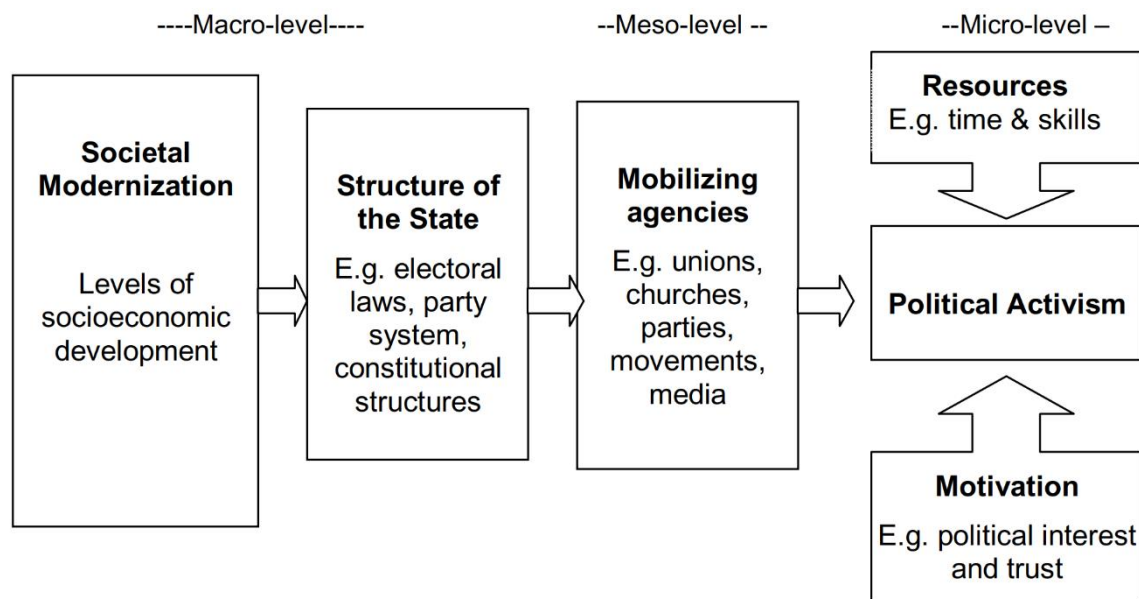 ----Macro-level----
--Meso-level --
--Micro-level –
Societal
Modernization
Levels of
socioeconomic
development
Structure of
the State
E.g. electoral
laws, party
system,
constitutional
structures
Mobilizing
agencies
E.g. unions,
churches,
parties,
movements,
media
Resources
E.g. time & skills
Political Activism
Motivation
E.g. political interest
and trust